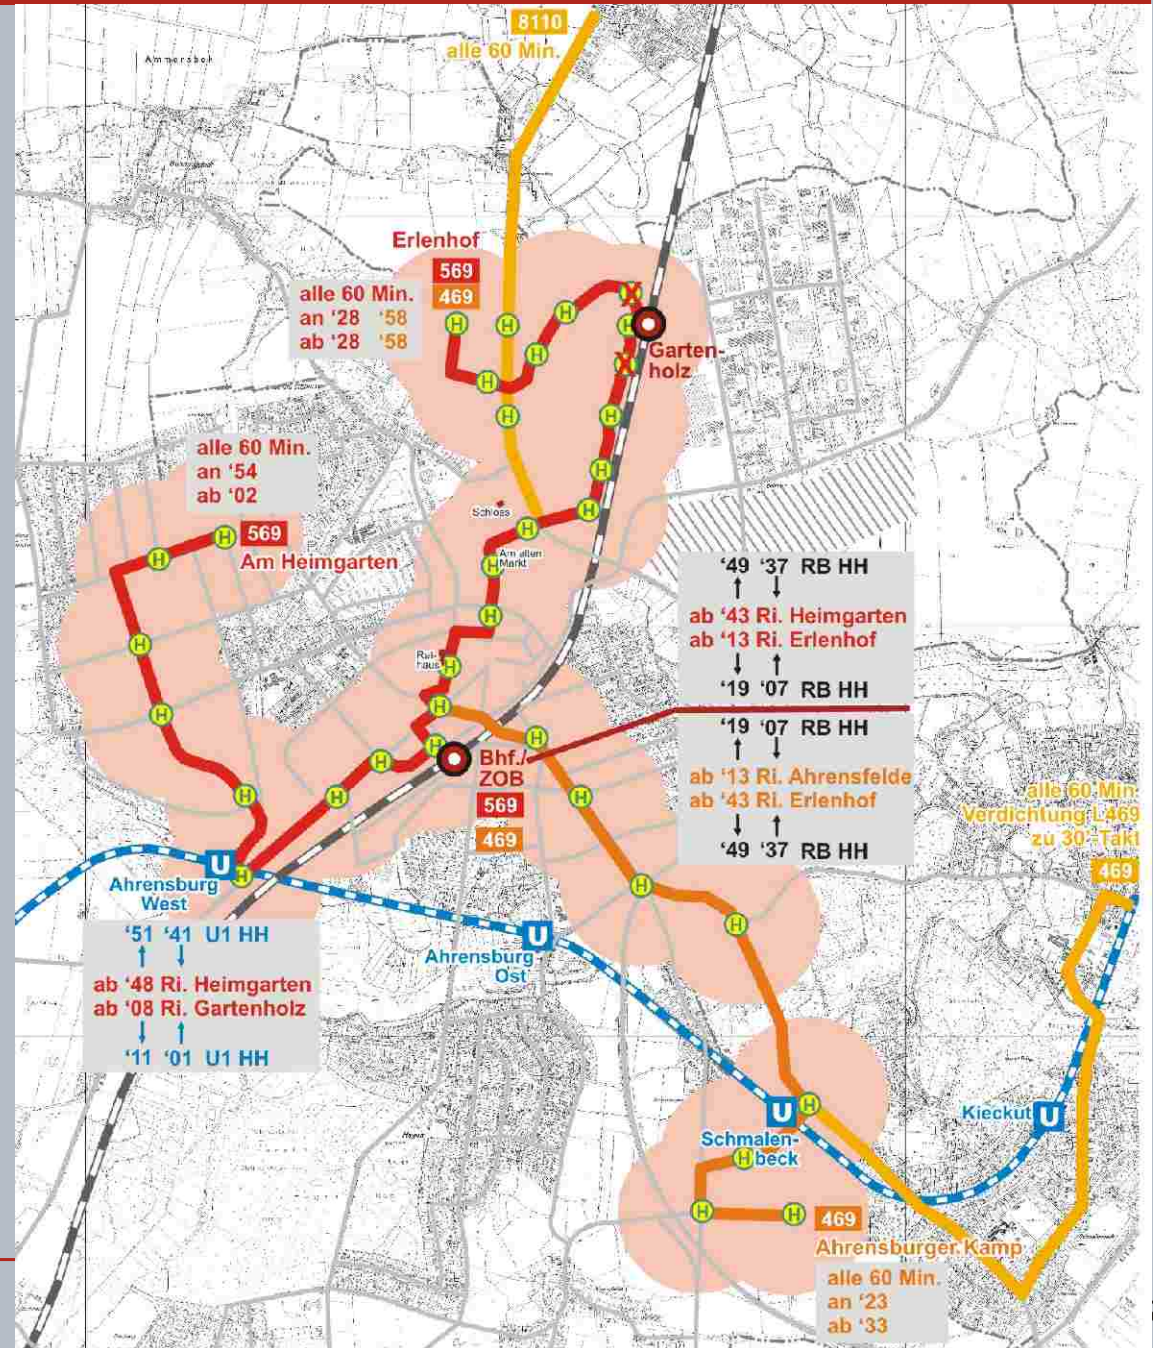 8110
alle 60 Min.
Ammersbek
Erlenhof
569
469
alle 60 Min.
an ‘28 ‘58
ab ‘28 ‘58
Garten-
holz
alle 60 Min.
an ‘54
ab ‘02
569
Am Heimgarten
Schloss
Am alten
Markt
Rat-
haus
‘49 ‘37 RB HH
ab ‘43 Ri. Heimgarten
ab ‘13 Ri. Erlenhof
‘19 ‘07 RB HH
‘19 ‘07 RB HH
ab ‘13 Ri. Ahrensfelde
ab ‘43 Ri. Erlenhof
‘49 ‘37 RB HH
Bhf./
ZOB
569
469
alle 60 Min.
Verdichtung L469
zu 30-Takt
469
U
Ahrensburg
West
‘51 ‘41 U1 HH
ab ‘48 Ri. Heimgarten
ab ‘08 Ri. Gartenholz
‘11 ‘01 U1 HH
U
Ahrensburg
Ost
U
Schmalen-
beck
Kieckut U
469
Ahrensburger Kamp
alle 60 Min.
an ‘23
ab ‘33